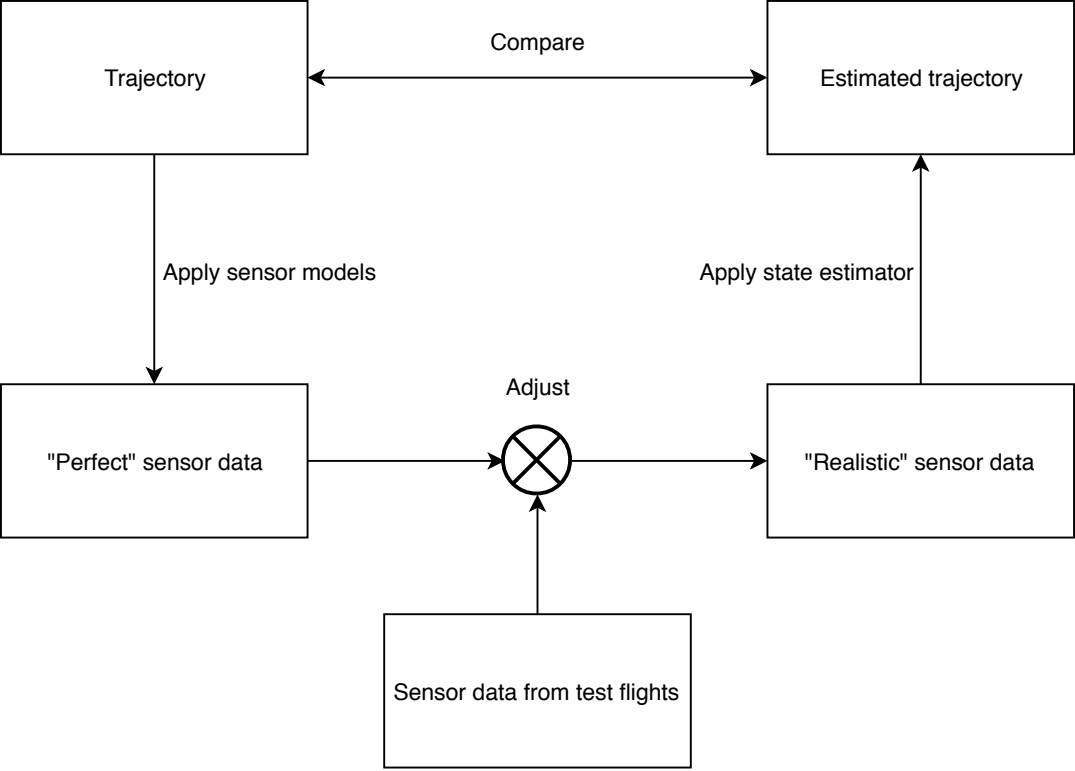 Compare
Trajectory
Estimated trajectory
Apply sensor models
Apply state estimator
Adjust
"Perfect" sensor data
"Realistic" sensor data
Sensor data from test flights